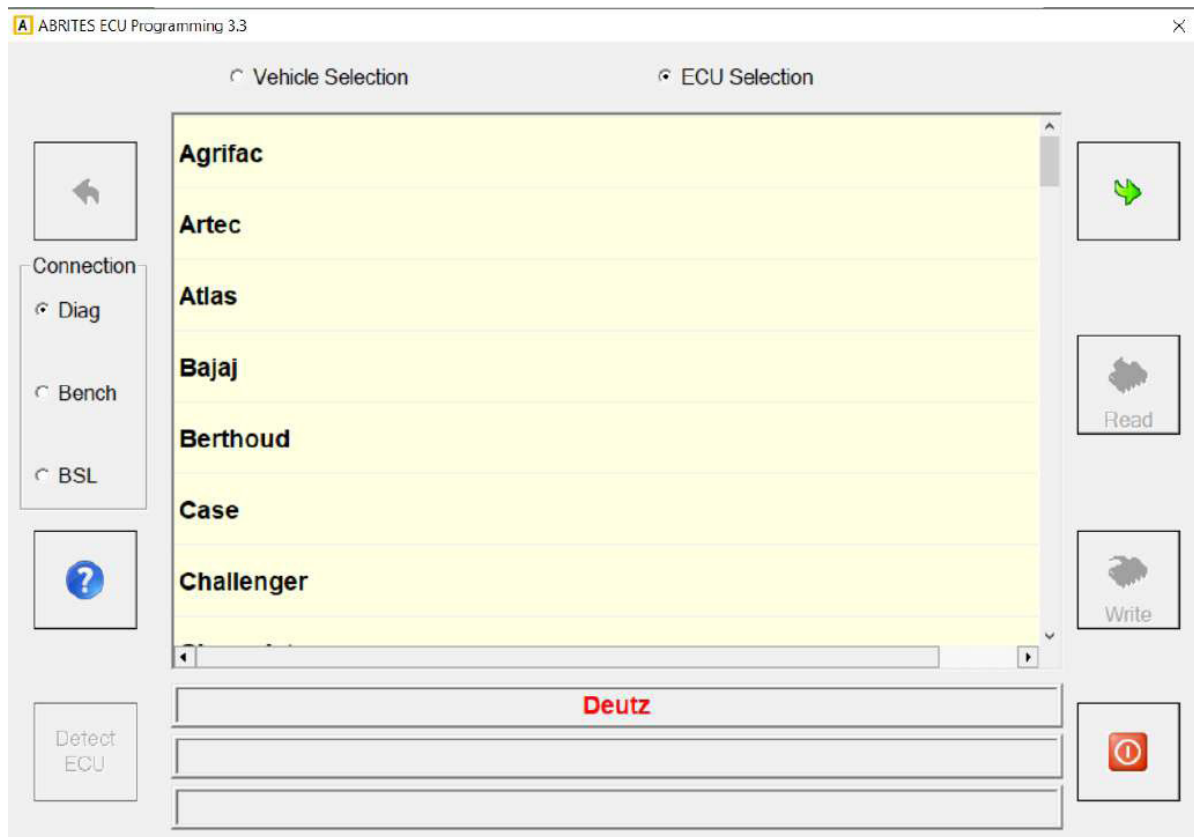 A ABRITES ECU Programming 3.3
Vehicle Selection
ECU Selection
Agrifac
Artec
Atlas
Bajaj
Berthoud
Case
Challenger
Connection
Diag
Bench
BSL
Read
Write
Detect
ECU
Deutz